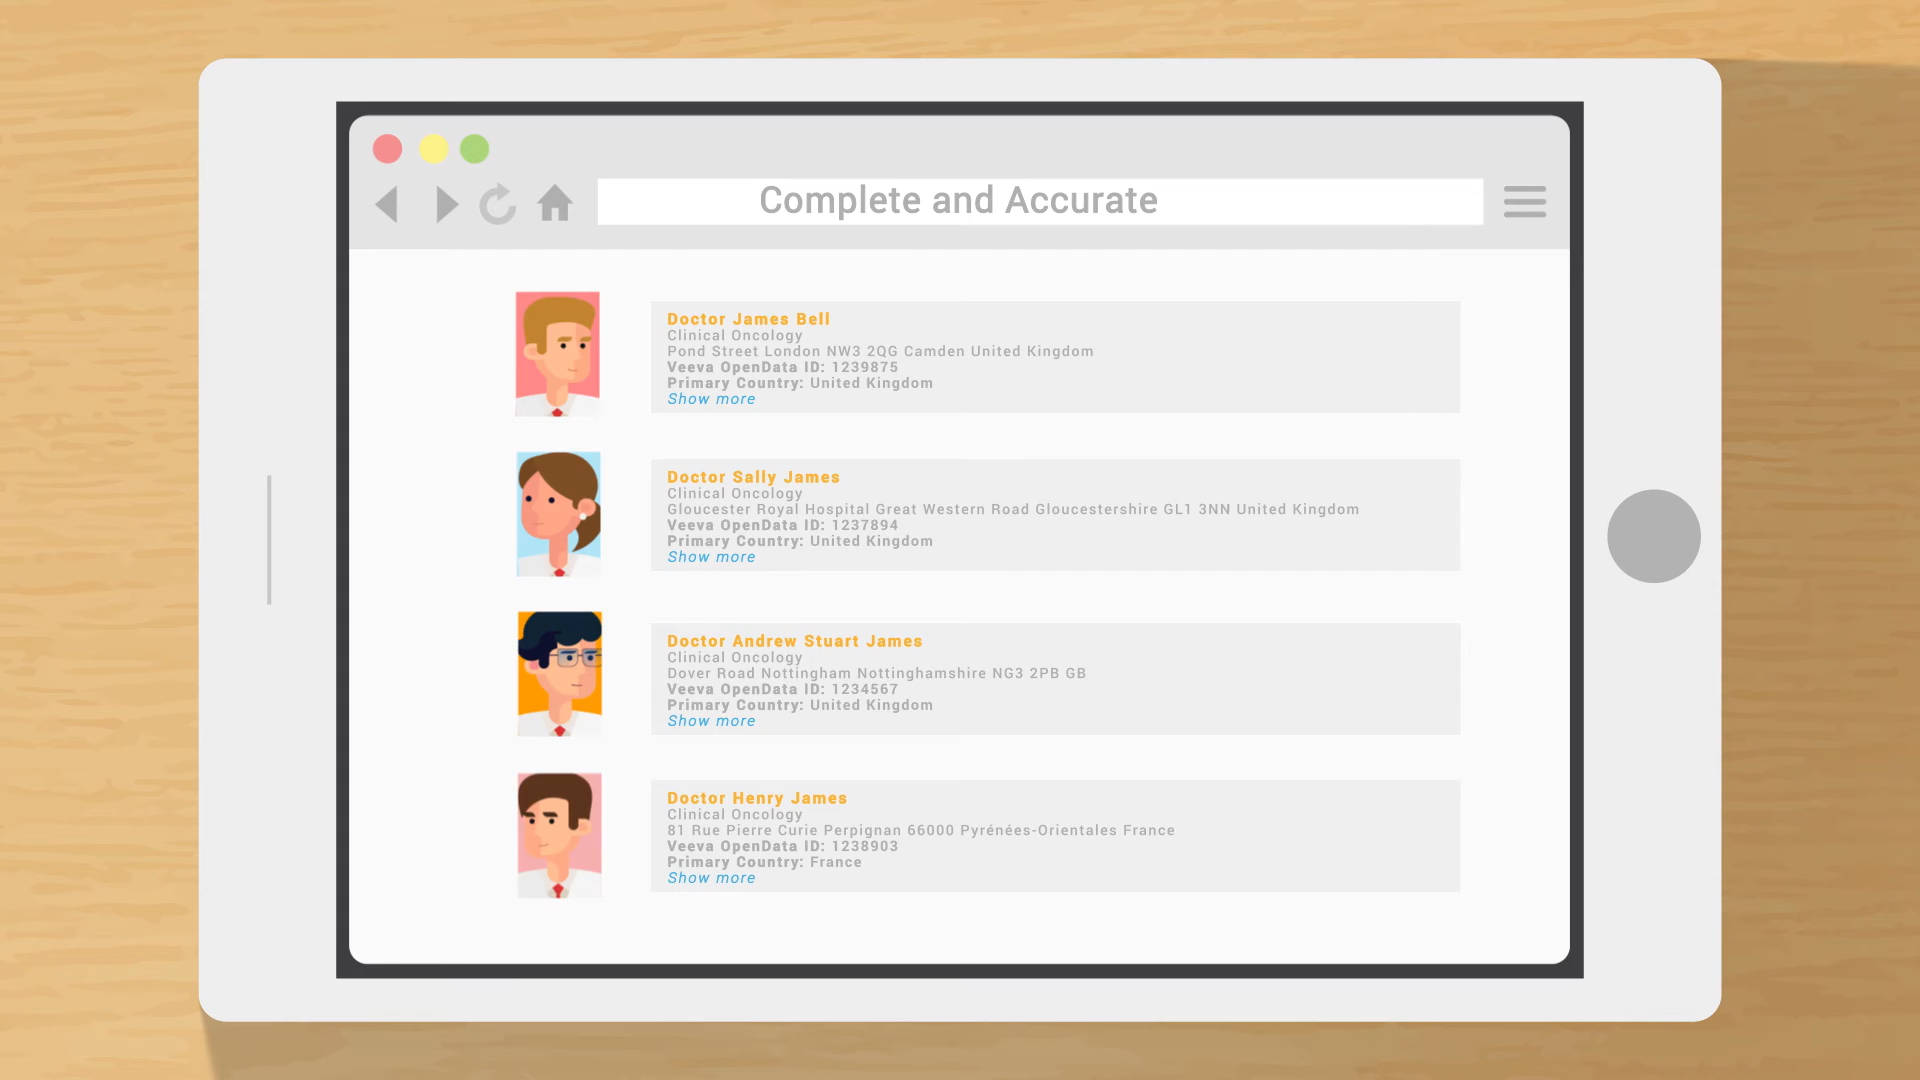 Complete and Accurate
Doctor James Bell
Clinical Oncology
Pond Street London NW3 2QG Camden United Kingdom
Veeva OpenData ID: 1239875
Primary Country: United Kingdom
Show more
Doctor Sally James
Clinical Oncology
Gloucester Royal Hospital Great Western Road Gloucestershire GL1 3NN United Kingdom
Veeva OpenData ID: 1237894
Primary Country: United Kingdom
Show more
Doctor Andrew Stuart James
Clinical Oncology
Dover Road Nottingham Nottinghamshire NG3 2PB GB
Veeva OpenData ID: 1234567
Primary Country: United Kingdom
Show more
Doctor Henry James
Clinical Oncology
81 Rue Pierre Curie Perpignan 66000 Pyrénées-Orientales France
Veeva OpenData ID: 1238903
Primary Country: France
Show more